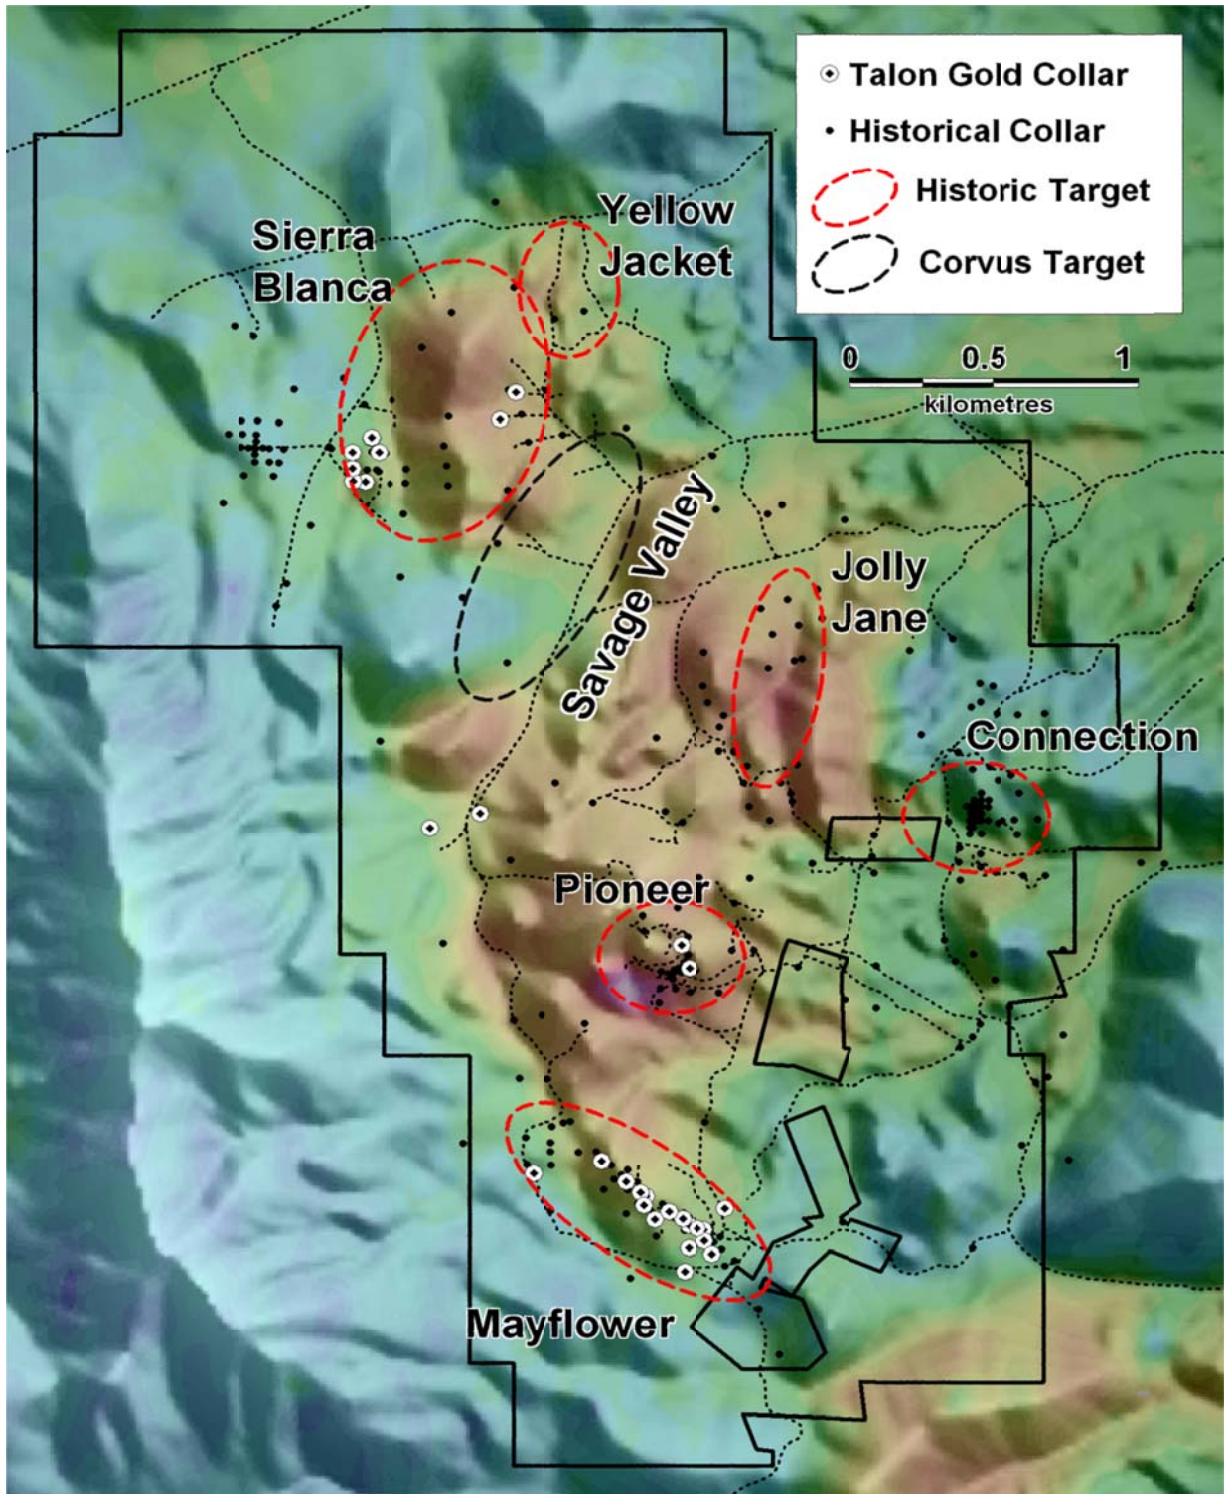 Talon Gold Collar
Historical Collar
Historic Target
Corvus Target
0 0.5 1
kilometres
Yellow
Jacket
Sierra
Blanca
Savage Valley
Jolly
Jane
Connection
Pioneer
Mayflower